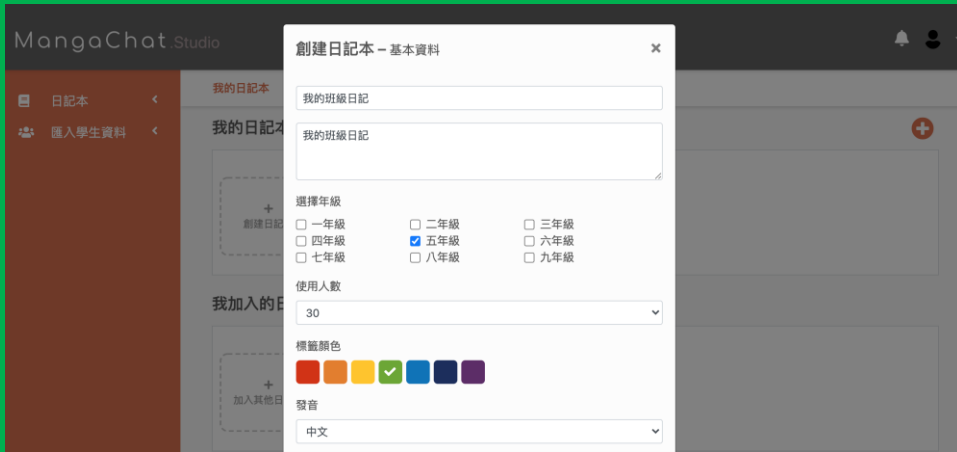 MangaChat.Studio
創建日記本 – 基本資料
×
日記本
匯入學生資料
我的日記本
我的班級日記
我的日記本
我的班級日記
創建日記
選擇年級
一年級 二年級 三年級
四年級 五年級 六年級
七年級 八年級 九年級
使用人數
我加入的日
30
標籤顏色
加入其他日
發音
中文